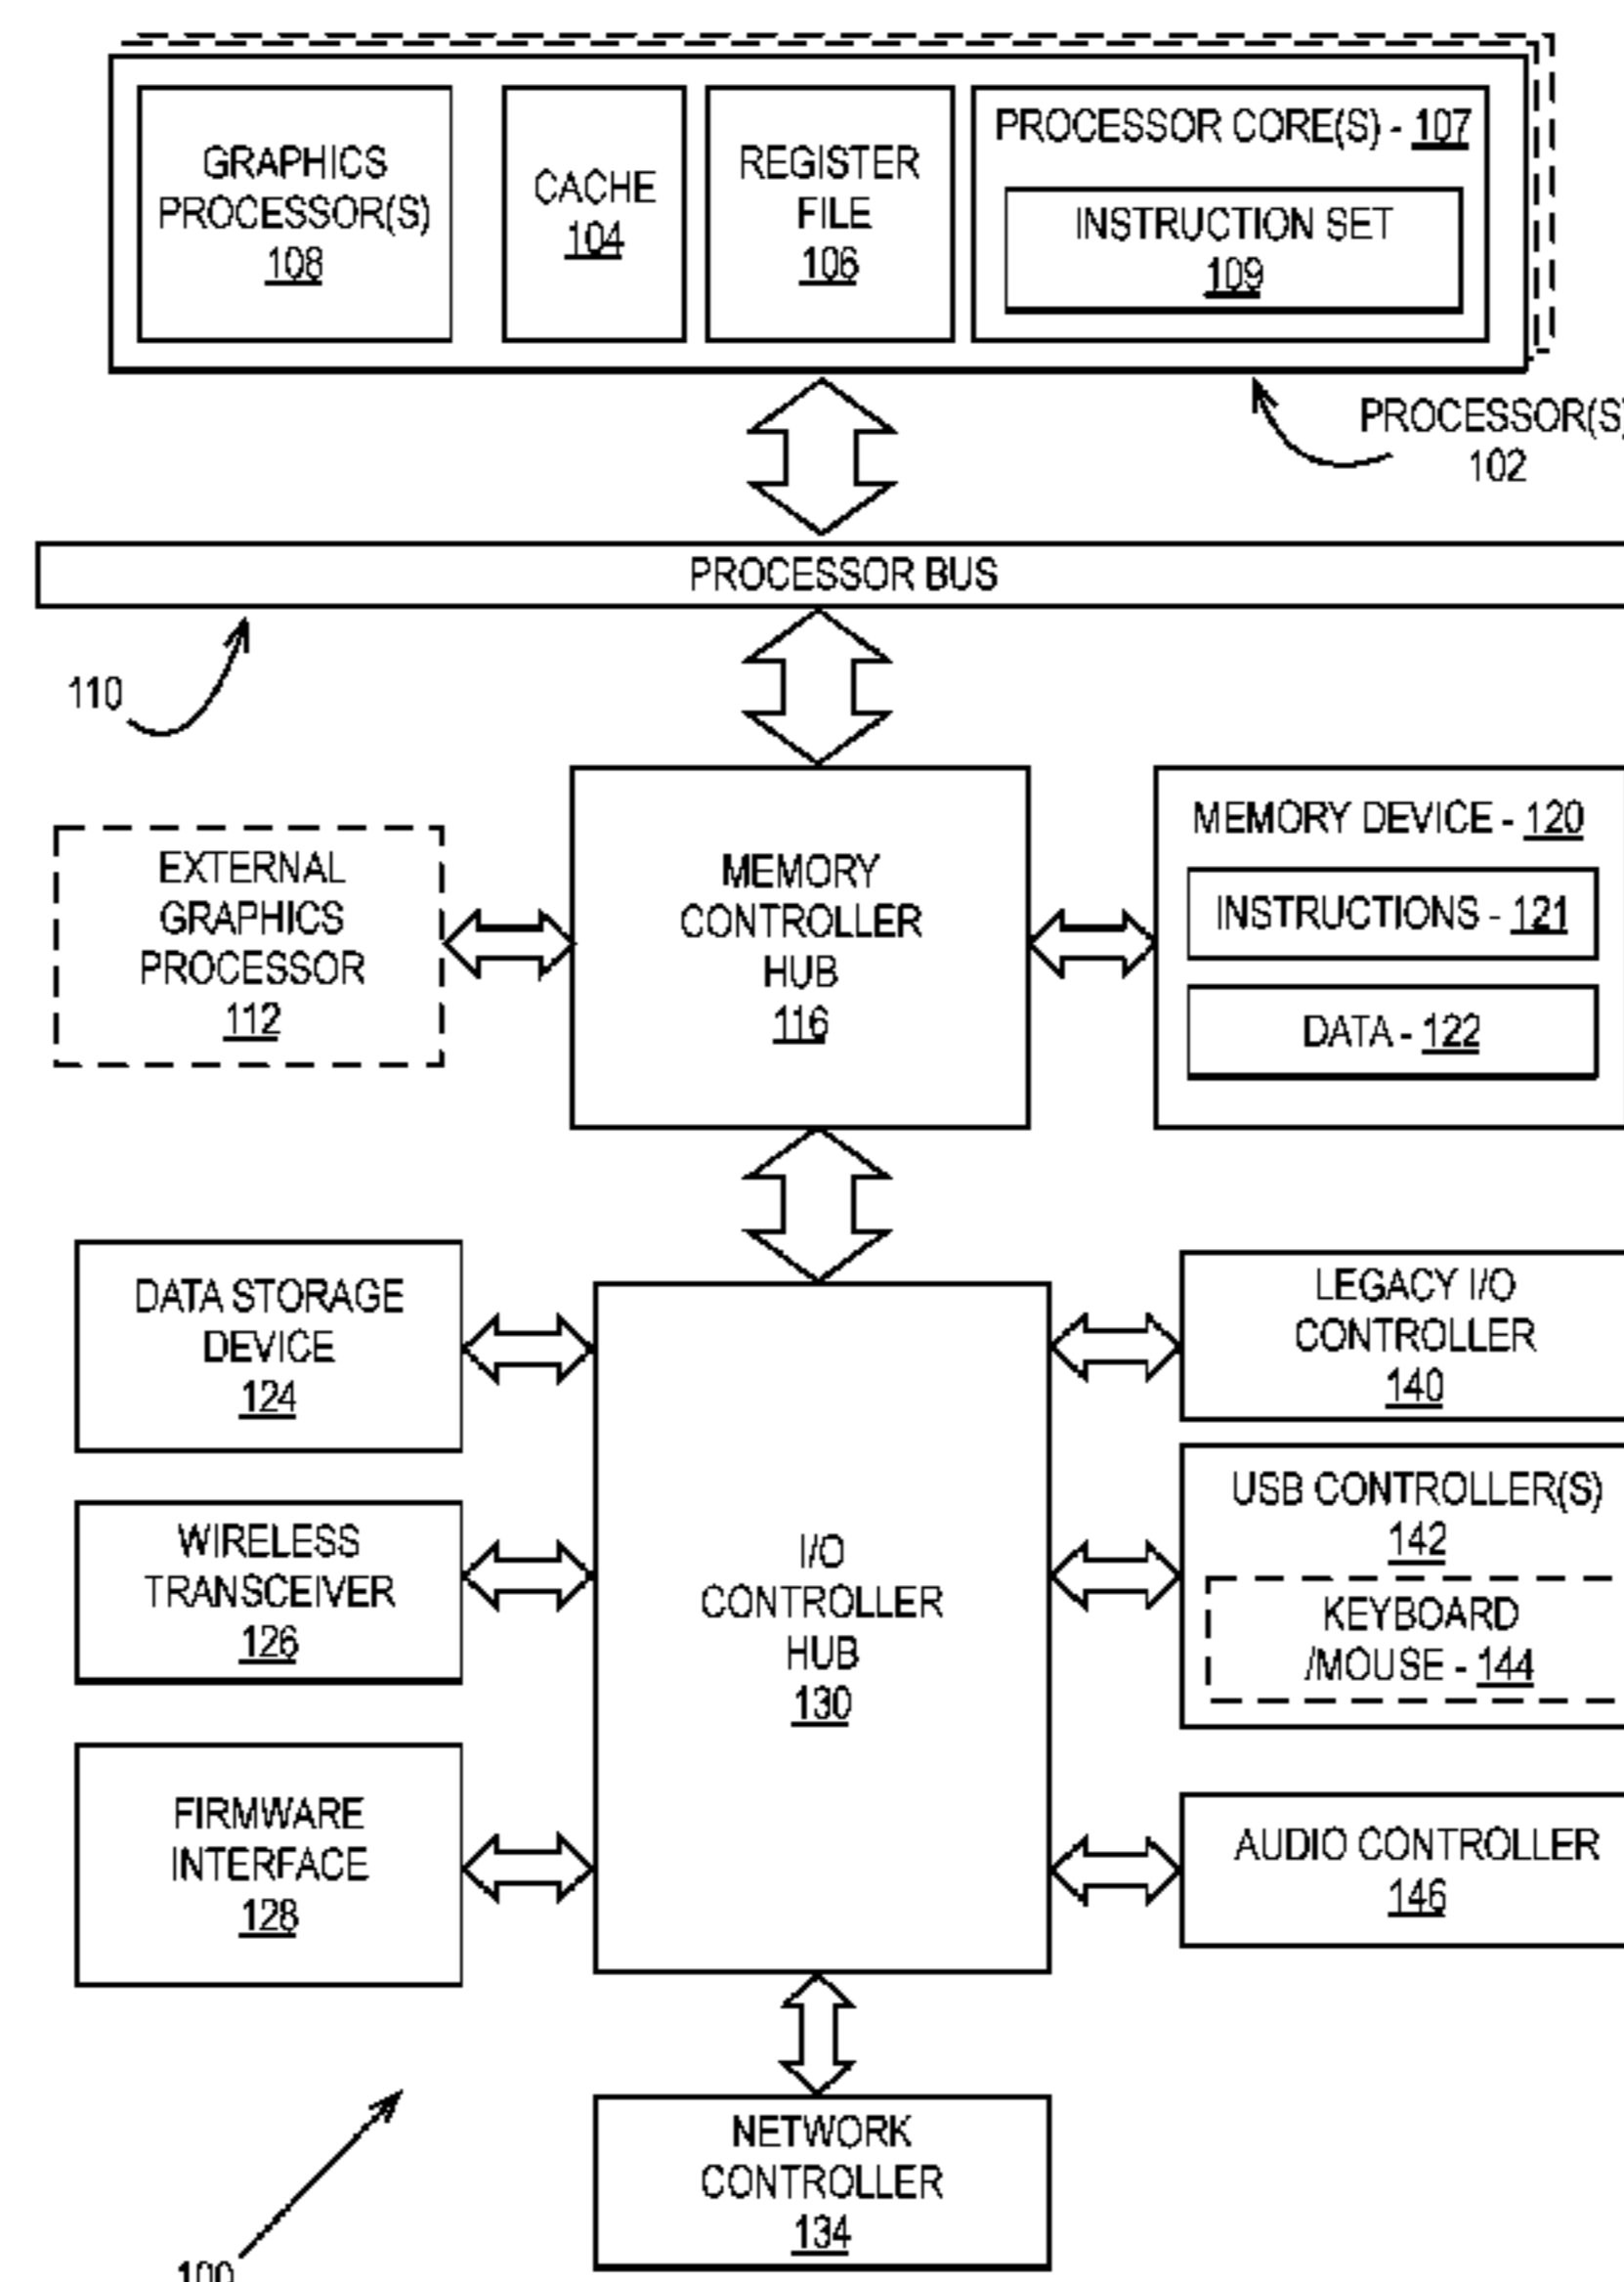 GRAPHICS
PROCESSOR(S)
108
CACHE
104
REGISTER
FILE
106
PROCESSOR CORE(S) - 107
INSTRUCTION SET
109
PROCESSOR(S)
102
PROCESSOR BUS
110
EXTERNAL
GRAPHICS
PROCESSOR
112
MEMORY
CONTROLLER
HUB
116
MEMORY DEVICE - 120
INSTRUCTIONS - 121
DATA - 122
DATA STORAGE
DEVICE
124
WIRELESS
TRANSCEIVER
126
FIRMWARE
INTERFACE
128
I/O
CONTROLLER
HUB
130
LEGACY I/O
CONTROLLER
140
USB CONTROLLER(S)
142
KEYBOARD
/MOUSE - 144
AUDIO CONTROLLER
146
NETWORK
CONTROLLER
134
100